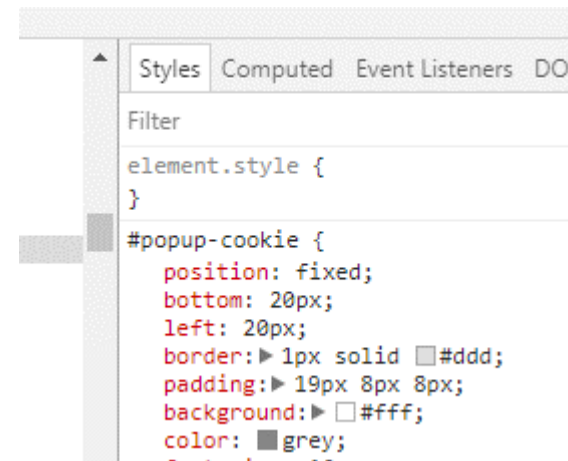 Styles Computed Event Listeners DO
Filter
element.style {
}
#popup-cookie {
position: fixed;
bottom: 20px;
left: 20px;
border: 1px solid #ddd;
padding: 19px 8px 8px;
background: #fff;
color: grey;